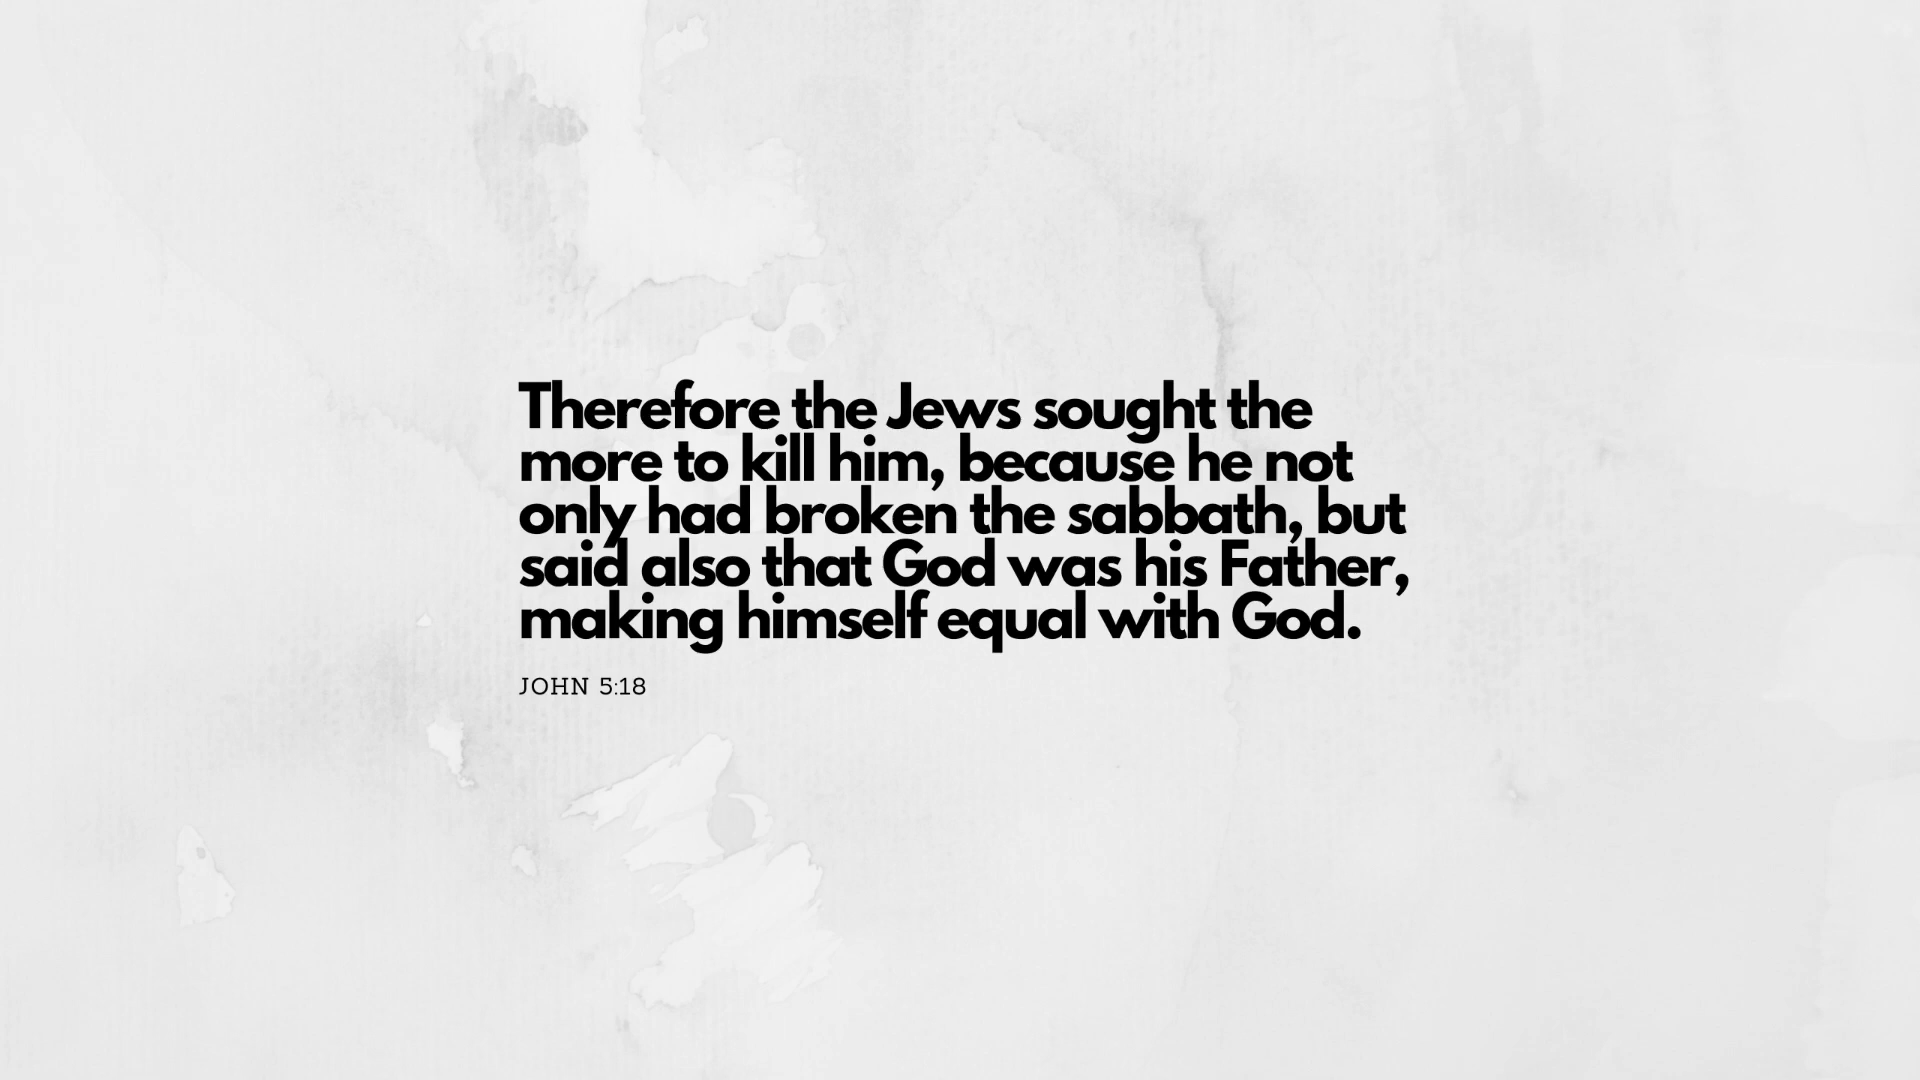 Therefore the Jews sought the
more to kill him, because he not
only had broken the sabbath, but
said also that God was his Father,
making himself equal with God.
JOHN 5:18